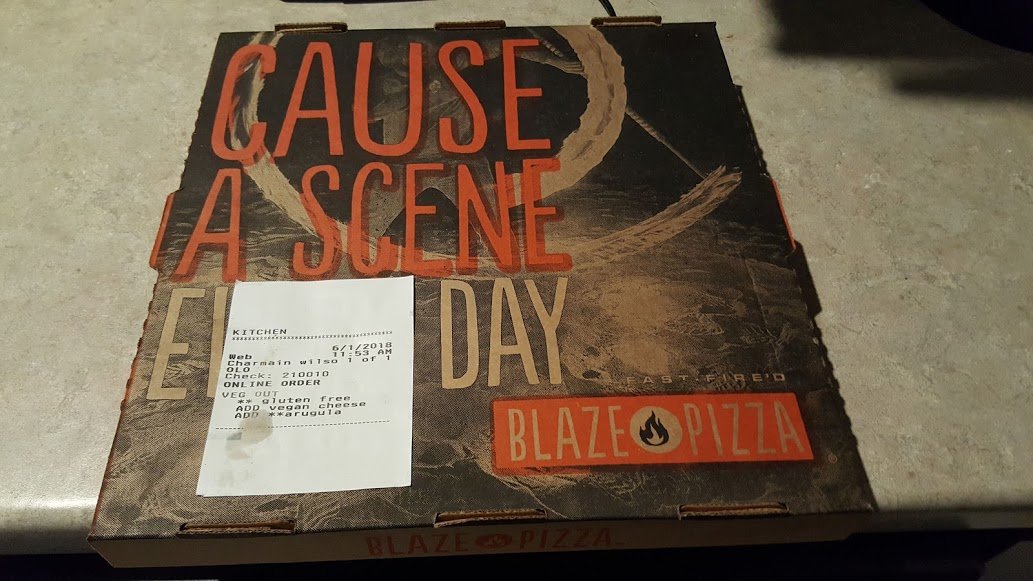 CAUSE
A SCENE
DAY
KITCHEN
6/1/2018
Web 11:53 AM
Charmain wilso 1 of 1
OLO
Check: 210010
ONLINE ORDER
VEG OUT
** gluten free
ADD vegan cheese
ADD **arugula
FAST-FIRE'D
BLAZE PIZZA
BLAZE PIZZA